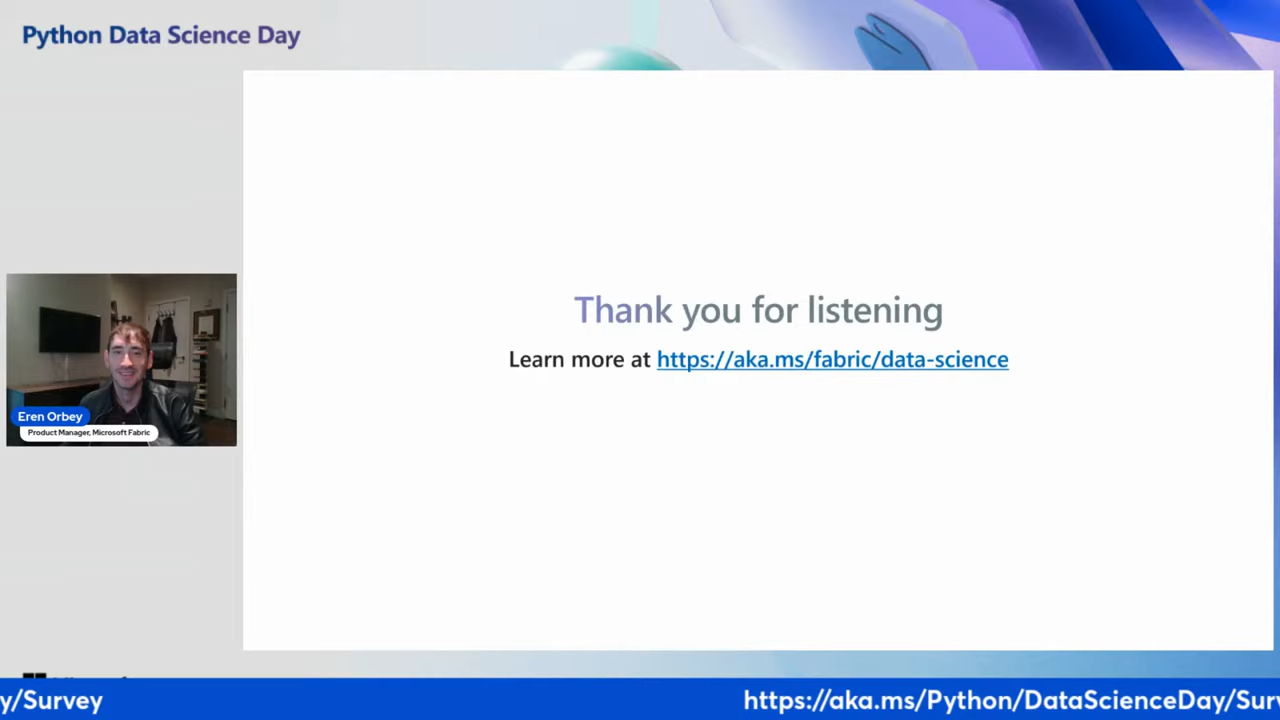 Python Data Science Day
Thank you for listening
Learn more at https://aka.ms/fabric/data-science
Eren Orbey
Product Manager, Microsoft Fabric
y/Survey
https://aka.ms/Python/DataScienceDay/Surv